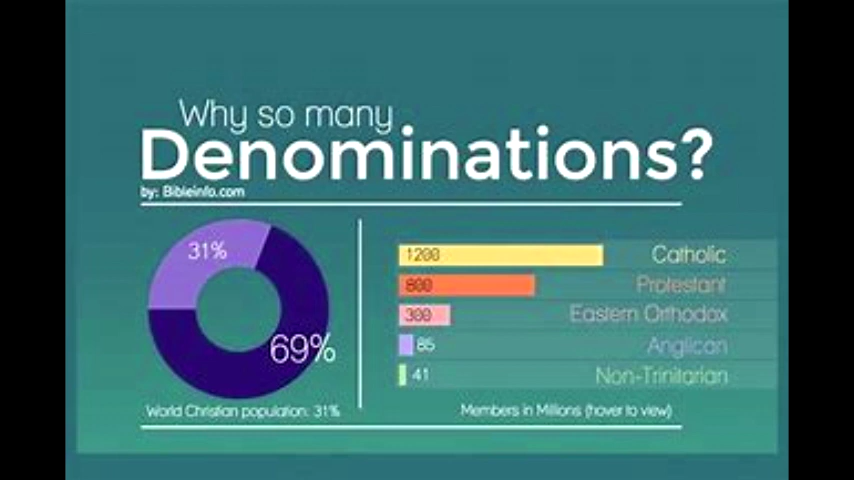 Why so many
Denominations?
by: Bibleinfo.com
31%
69%
World Christian population: 31%
1200 Catholic
800 Protestant
300 Eastern Orthodox
85 Anglican
41 Non-Trinitarian
Members in Millions (hover to view)